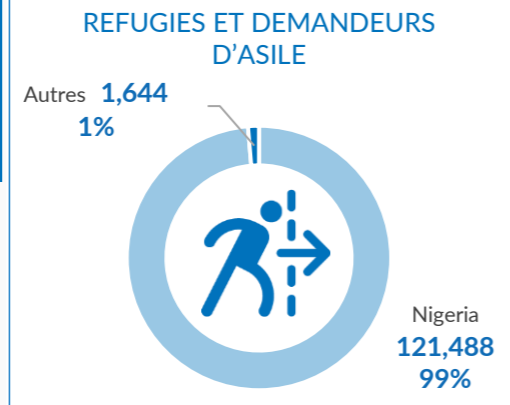 REFUGIES ET DEMANDEURS
D'ASILE
Autres 1,644
1%
Nigeria
121,488
99%